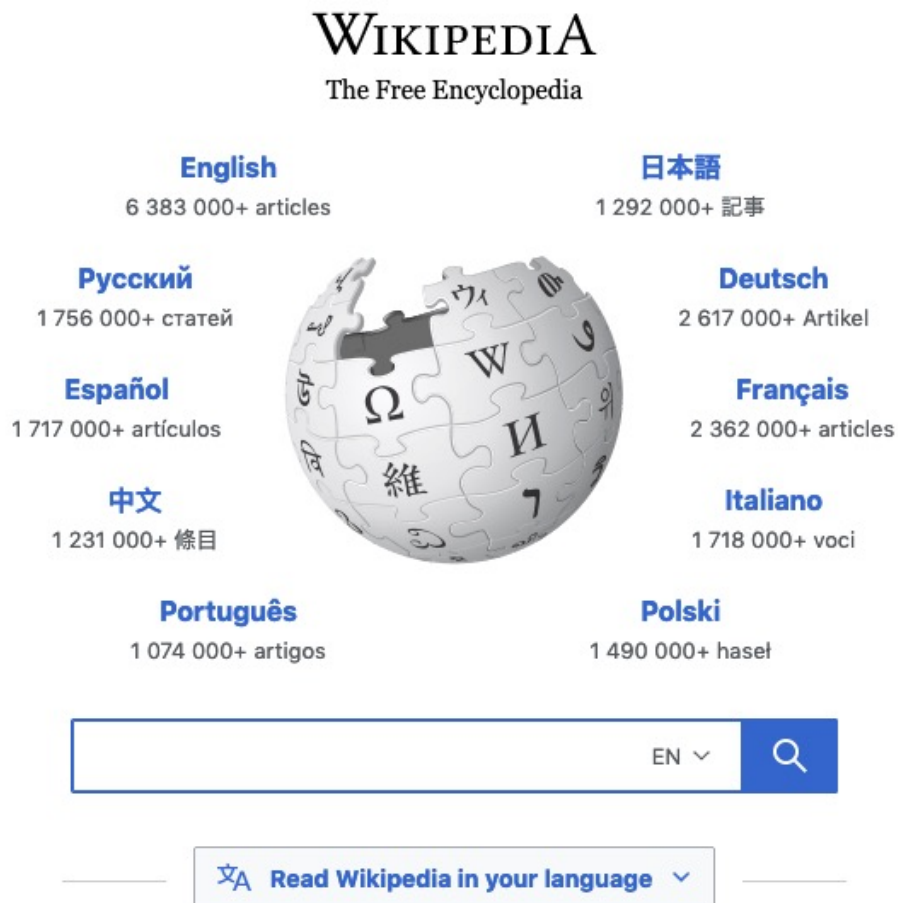 WIKIPEDIA
The Free Encyclopedia
English
6 383 000+ articles
日本語
1 292 000+ 記事
Русский
1 756 000+ статей
Deutsch
2 617 000+ Artikel
Español
1 717 000+ artículos
Français
2 362 000+ articles
中文
1 231 000+ 條目
Italiano
1 718 000+ voci
Português
1 074 000+ artigos
Polski
1 490 000+ haseł
ウィ
W
Ω
И
維
EN
Read Wikipedia in your language